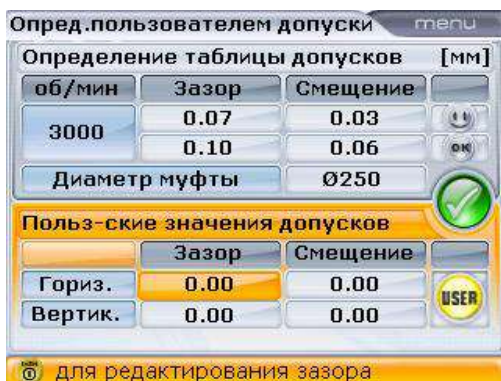 Опред.пользователем допуски menu
Определение таблицы допусков [мм]
об/мин Зазор Смещение
3000 0.07 0.03
0.10 0.06 OK
Диаметр муфты Ø250
Польз-ские значения допусков
Зазор Смещение
Гориз. 0.00 0.00 USER
Вертик. 0.00 0.00
для редактирования зазора